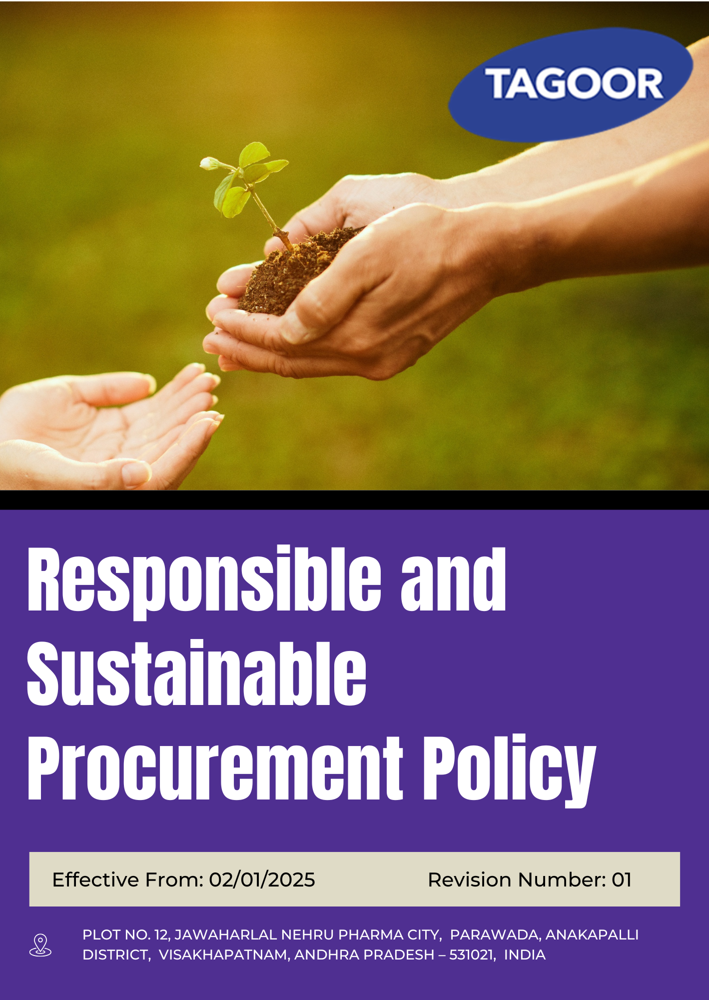 TAGOOR
Responsible and
Sustainable
Procurement Policy
Effective From: 02/01/2025
Revision Number: 01
PLOT NO. 12, JAWAHARLAL NEHRU PHARMA CITY,  PARAWADA, ANAKAPALLI
DISTRICT,  VISAKHAPATNAM, ANDHRA PRADESH – 531021,  INDIA